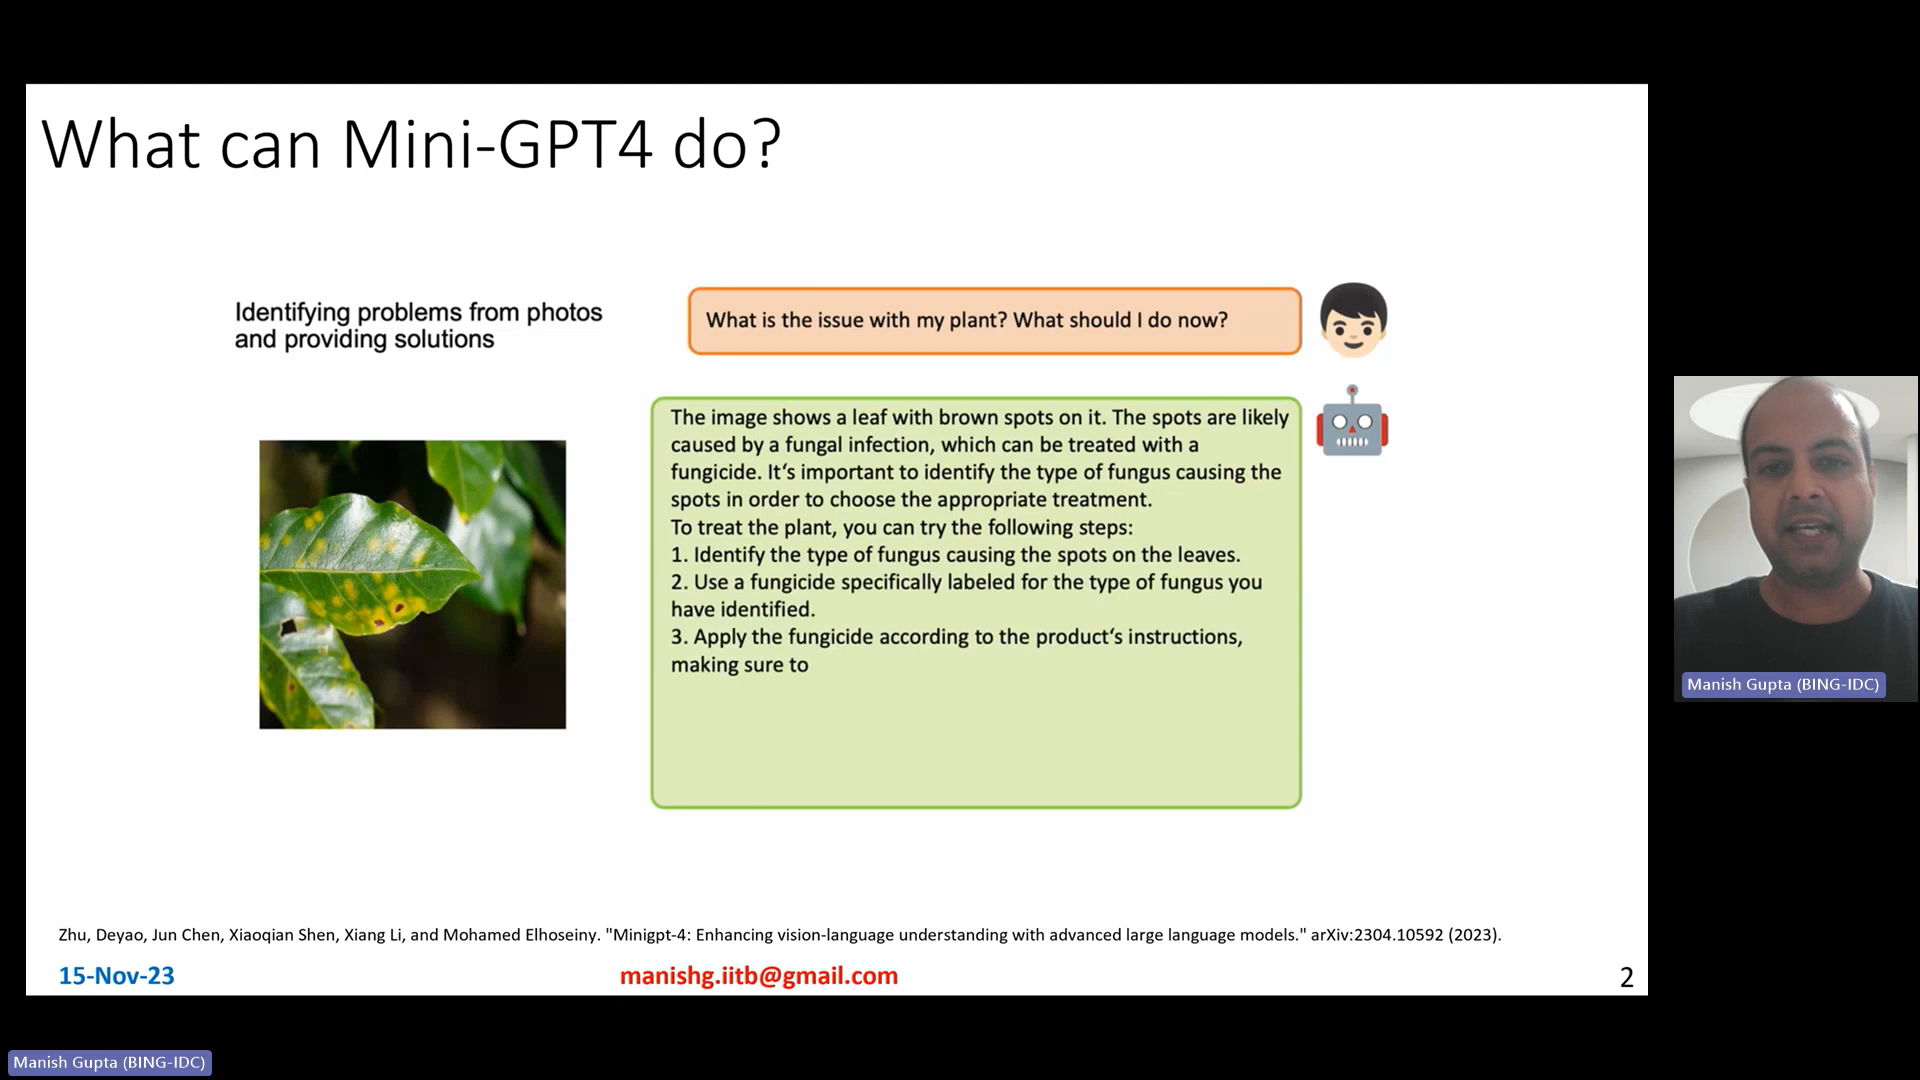 What can Mini-GPT4 do?
Identifying problems from photos
and providing solutions
What is the issue with my plant? What should I do now?
The image shows a leaf with brown spots on it. The spots are likely
caused by a fungal infection, which can be treated with a
fungicide. It‘s important to identify the type of fungus causing the
spots in order to choose the appropriate treatment.
To treat the plant, you can try the following steps:
1. Identify the type of fungus causing the spots on the leaves.
2. Use a fungicide specifically labeled for the type of fungus you
have identified.
3. Apply the fungicide according to the product‘s instructions,
making sure to
Manish Gupta (BING-IDC)
Zhu, Deyao, Jun Chen, Xiaoqian Shen, Xiang Li, and Mohamed Elhoseiny. "Minigpt-4: Enhancing vision-language understanding with advanced large language models." arXiv:2304.10592 (2023).
15-Nov-23
manishg.iitb@gmail.com
2
Manish Gupta (BING-IDC)